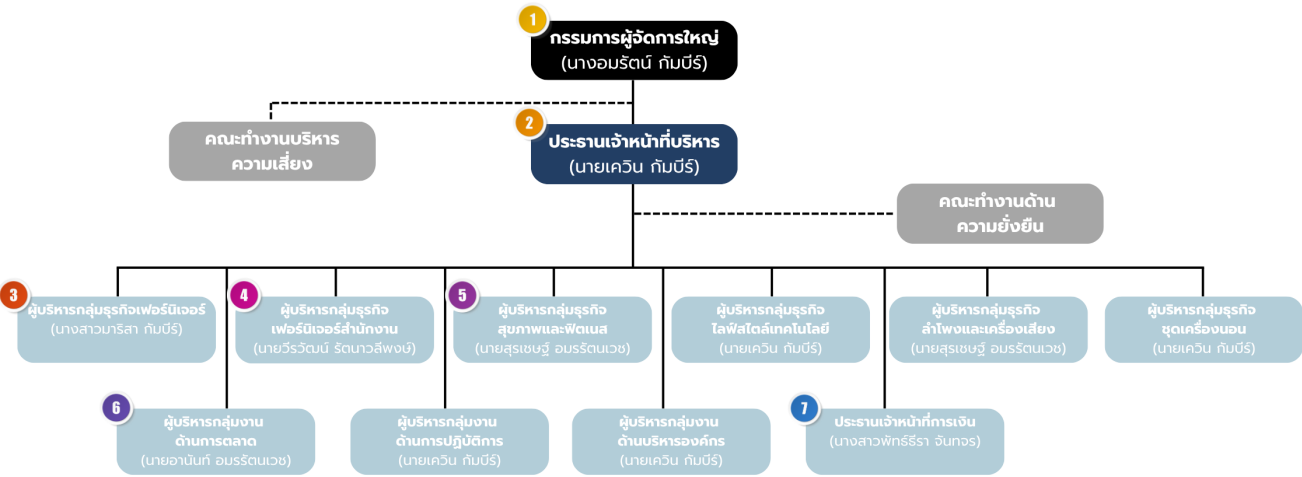 1
กรรมการผู้จัดการใหญ่
(นางอมรัตน์ กัมบีร์)
คณะทำงานบริหาร
ความเสี่ยง
2
ประธานเจ้าหน้าที่บริหาร
(นายเควิน กัมบีร์)
คณะทำงานด้าน
ความยั่งยืน
3
ผู้บริหารกลุ่มธุรกิจเฟอร์นิเจอร์
(นางสาวมาริสา กัมบีร์)
4
ผู้บริหารกลุ่มธุรกิจ
เฟอร์นิเจอร์สำนักงาน
(นายวีรวัฒน์ รัตนาวลีพงษ์)
5
ผู้บริหารกลุ่มธุรกิจ
สุขภาพและฟิตเนส
(นายสุรเชษฐ์ อมรรัตนเวช)
ผู้บริหารกลุ่มธุรกิจ
ไลฟ์สไตล์เทคโนโลยี
(นายเควิน กัมบีร์)
ผู้บริหารกลุ่มธุรกิจ
ลำโพงและเครื่องเสียง
(นายสุรเชษฐ์ อมรรัตนเวช)
ผู้บริหารกลุ่มธุรกิจ
ชุดเครื่องนอน
(นายเควิน กัมบีร์)
6
ผู้บริหารกลุ่มงาน
ด้านการตลาด
(นายอานันท์ อมรรัตนเวช)
ผู้บริหารกลุ่มงาน
ด้านการปฏิบัติการ
(นายเควิน กัมบีร์)
ผู้บริหารกลุ่มงาน
ด้านบริหารองค์กร
(นายเควิน กัมบีร์)
7
ประธานเจ้าหน้าที่การเงิน
(นางสาวพัทธ์ธีรา จันทจร)